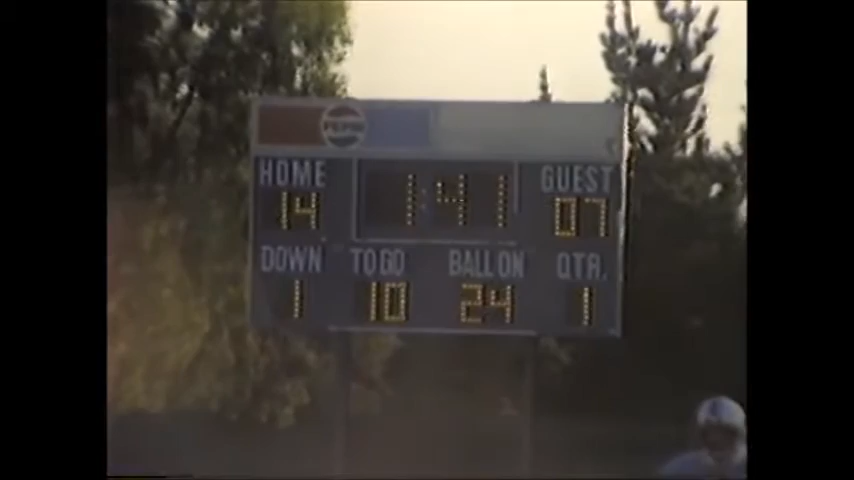 PEPSI
HOME 1:41 GUEST
14 07
DOWN TO GO BALL ON QTR.
1 10 24 1